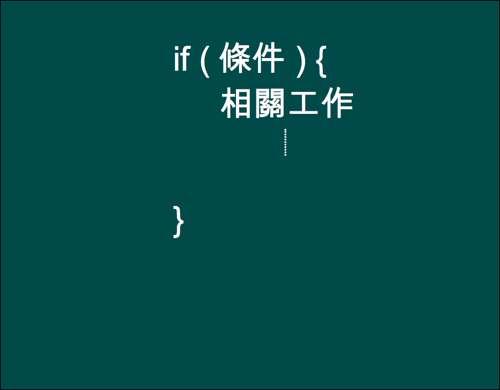 if ( 條件 ) {
相關工作
}